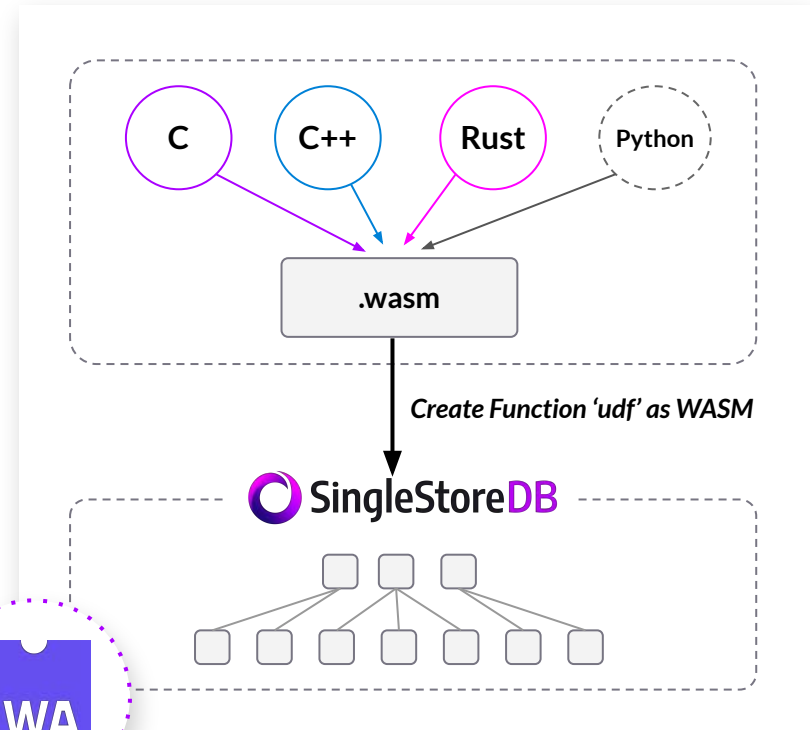 C
C++
Rust
Python
.wasm
Create Function ‘udf’ as WASM
SingleStoreDB
WA